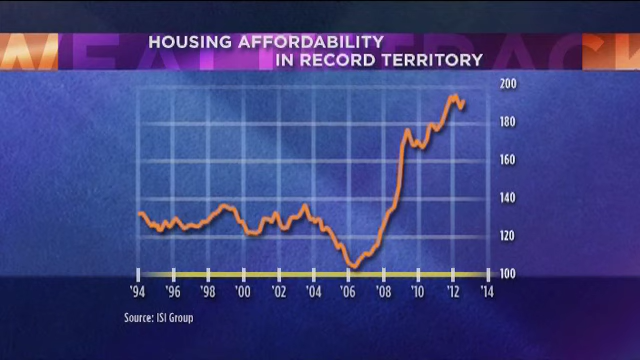 WEALTHTRACK
HOUSING AFFORDABILITY
IN RECORD TERRITORY
200
180
160
140
120
100
'94 '96 '98 '00 '02 '04 '06 '08 '10 '12 '14
Source: ISI Group